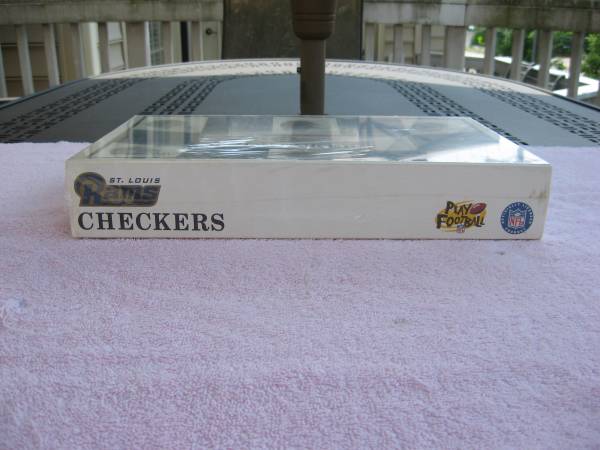 ST. LOUIS
Rams
CHECKERS
PLAY
FOOTBALL
NFL